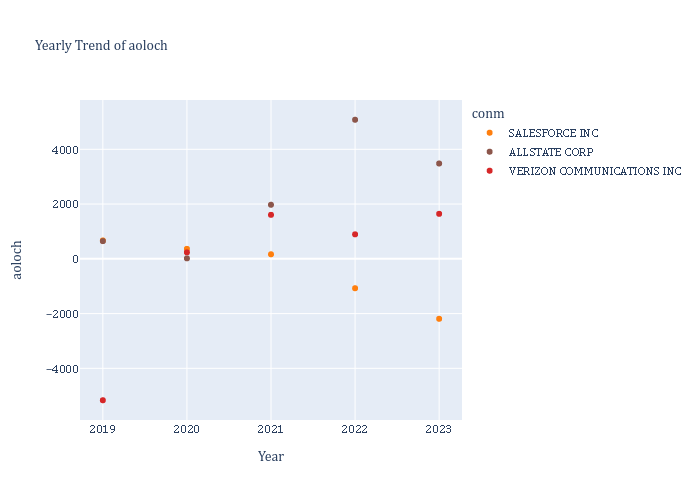 Yearly Trend of aoloch
conm
SALESFORCE INC
ALLSTATE CORP
VERIZON COMMUNICATIONS INC
aoloch
4000
2000
0
−2000
−4000
2019
2020
2021
2022
2023
Year